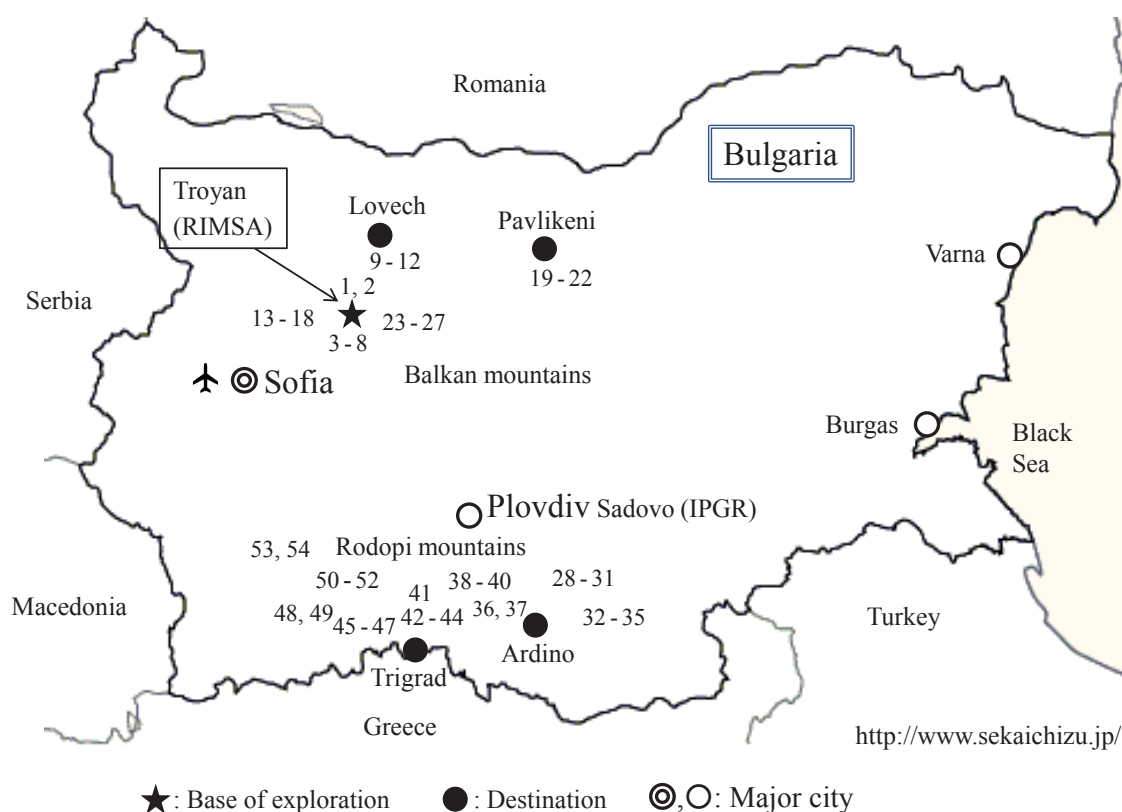 Romania
Bulgaria
Troyan
(RIMSA)
Lovech
9 - 12
Pavlikeni
19 - 22
Varna
Serbia
1, 2
13 - 18
23 - 27
3 - 8
Sofia
Balkan mountains
Burgas
Black
Sea
Plovdiv Sadovo (IPGR)
53, 54
Rodopi mountains
50 - 52
41
38 - 40
28 - 31
Macedonia
48, 49
45 - 47
42 - 44
36, 37
32 - 35
Turkey
Ardino
Trigrad
Greece
http://www.sekaichizu.jp/
★ : Base of exploration ● : Destination ◎,○: Major city